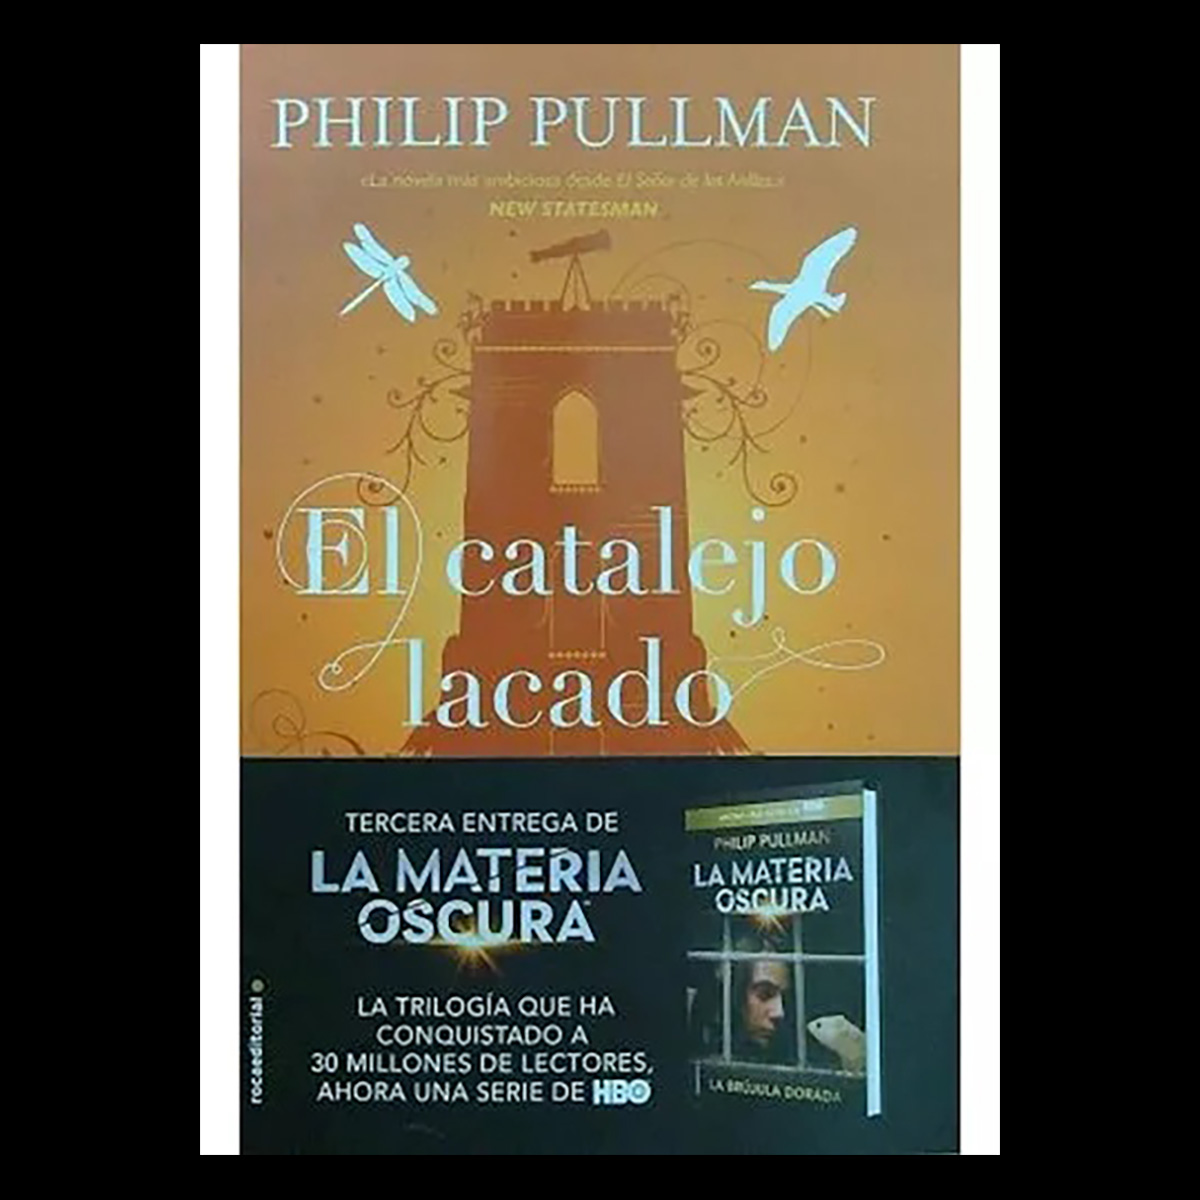 PHILIP PULLMAN
«La novela más ambiciosa desde El Señor de los Anillos.»
NEW STATESMAN
El catalejo
lacado
TERCERA ENTREGA DE
LA MATERIA
OSCURA
LA TRILOGÍA QUE HA
CONQUISTADO A
30 MILLONES DE LECTORES,
AHORA UNA SERIE DE HBO
rocaeditorial
PHILIP PULLMAN
LA MATERIA
OSCURA
LA BRÚJULA DORADA